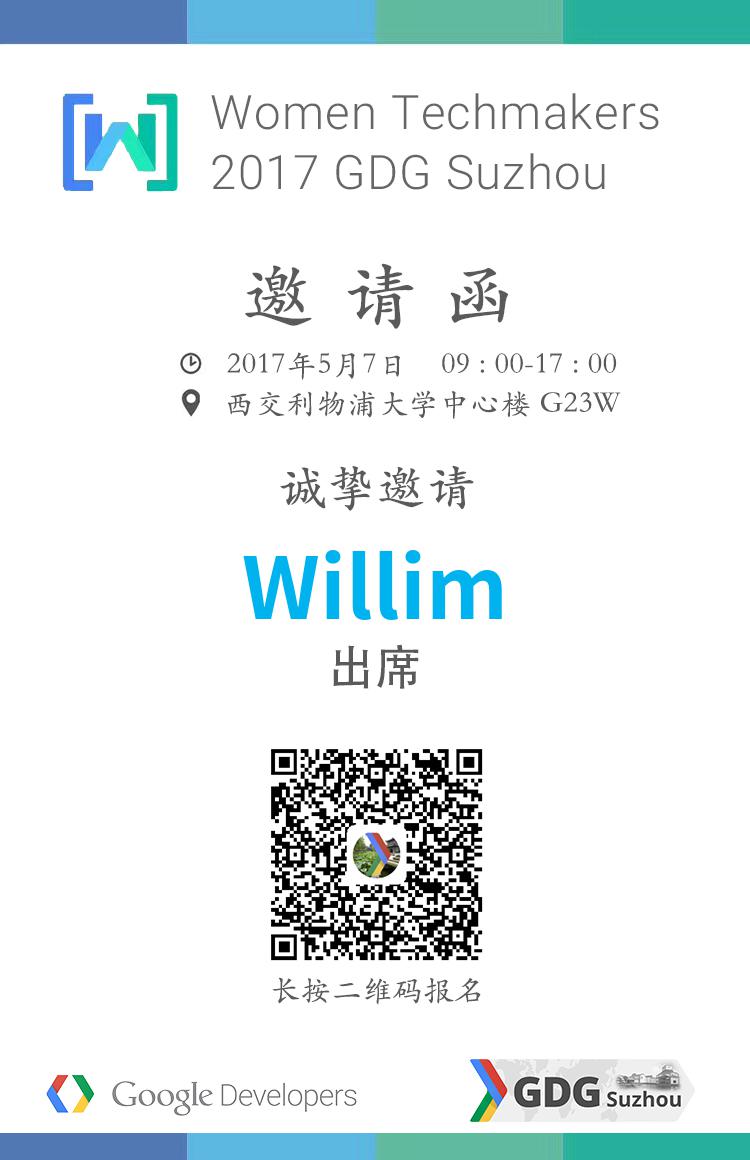 Women Techmakers
2017 GDG Suzhou
邀请函
2017年5月7日 09 : 00-17 : 00
西交利物浦大学中心楼 G23W
诚挚邀请
Willim
出席
长按二维码报名
Google Developers
GDG Suzhou